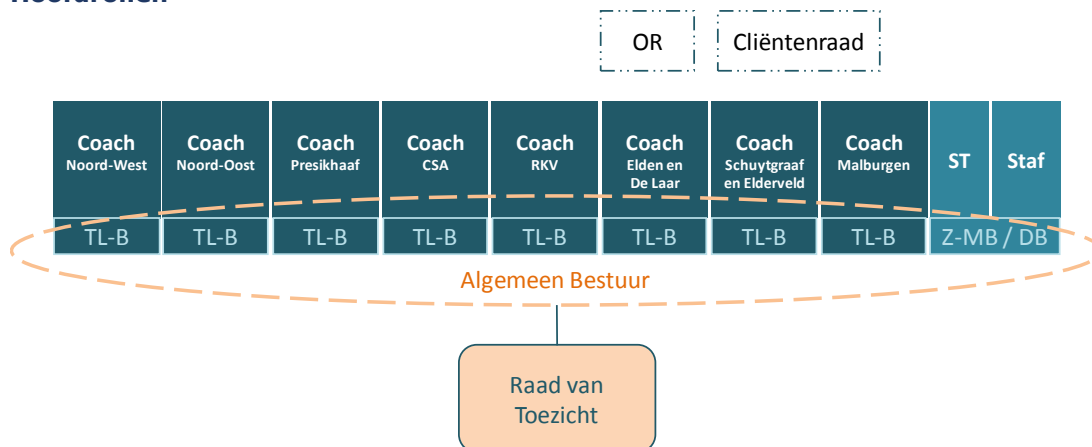 OR
Cliëntenraad
Coach
Noord-West
Coach
Noord-Oost
Coach
Presikhaaf
Coach
CSA
Coach
RKV
Coach
Elden en
De Laar
Coach
Schuytgraaf
en Elderveld
Coach
Malburgen
ST
Staf
TL-B
TL-B
TL-B
TL-B
TL-B
TL-B
TL-B
TL-B
Z-MB / DB
Algemeen Bestuur
Raad van
Toezicht